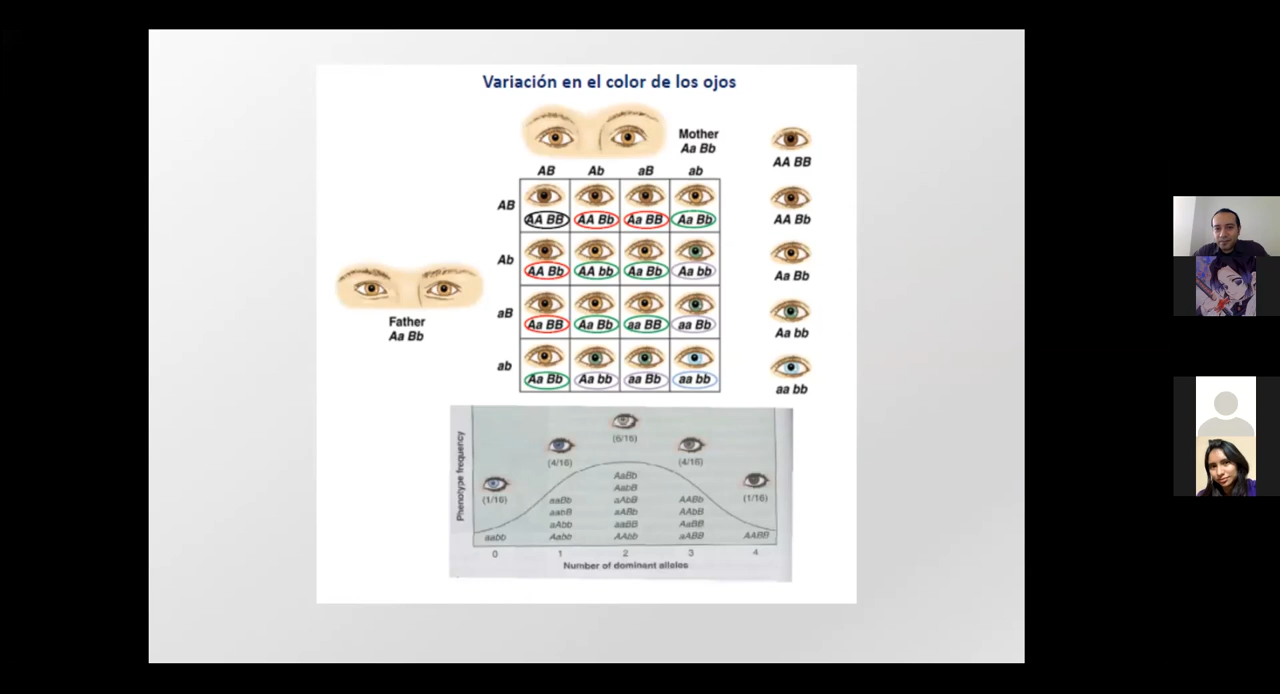 Variación en el color de los ojos
Mother
Aa Bb
AA BB
AB Ab aB ab
AB
AA BB AA Bb Aa BB Aa Bb
AA Bb
Ab
AA Bb AA bb Aa Bb Aa bb
Aa Bb
aB
Aa BB Aa Bb aa BB aa Bb
Father
Aa Bb
Aa bb
ab
Aa Bb Aa bb aa Bb aa bb
aa bb
Phenotype frequency
(6/16)
(4/16) (4/16)
(1/16) (1/16)
AaBb
AabB
aaBb aAbB AABb
aabB aABb AAbB
aAbb aaBB AaBB
aabb Aabb AAbb aABB AABB
0 1 2 3 4
Number of dominant alleles